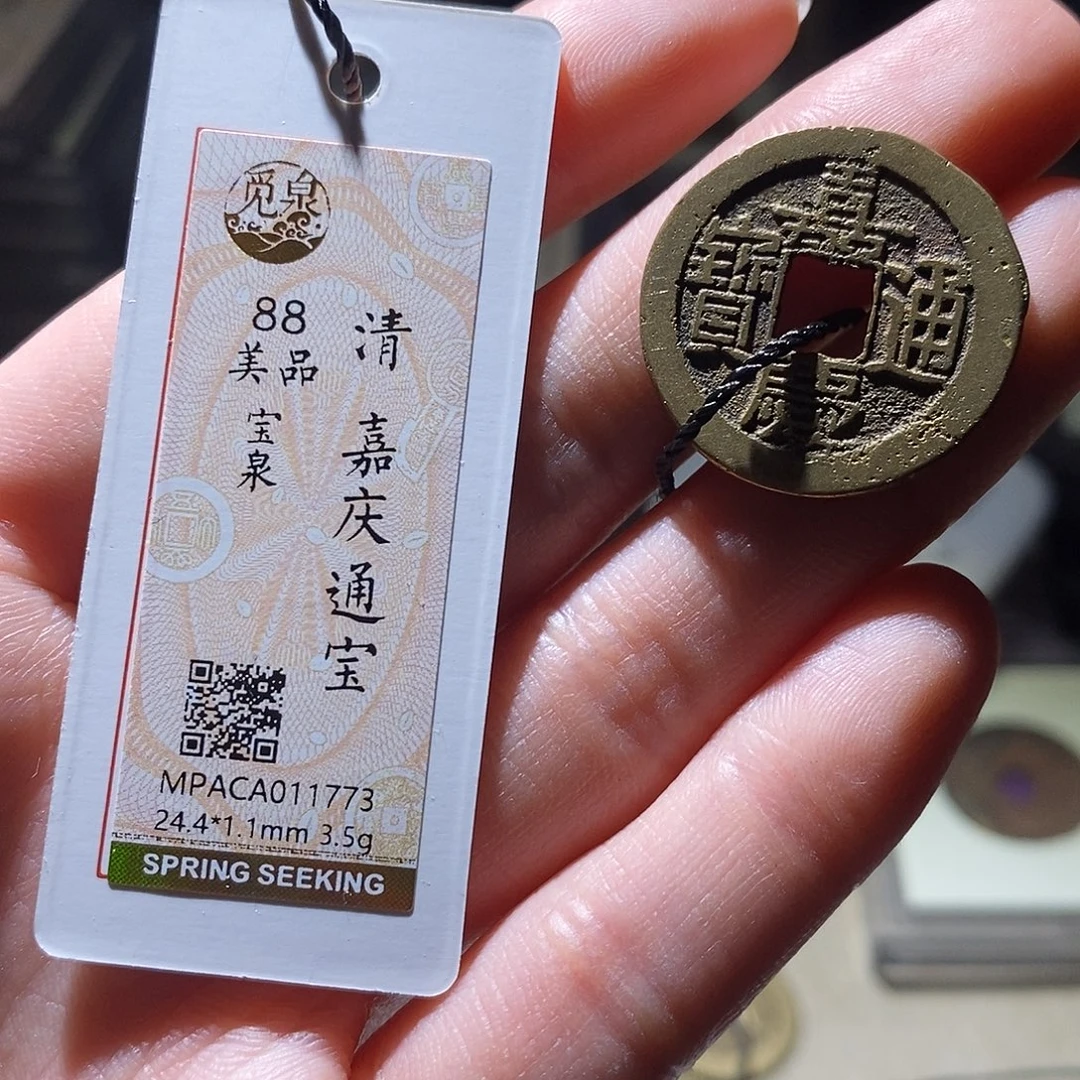 觅泉
88
美品
宝泉
清 嘉庆通宝
MPACA011773
24.4*1.1mm 3.5g
SPRING SEEKING
嘉慶通寶